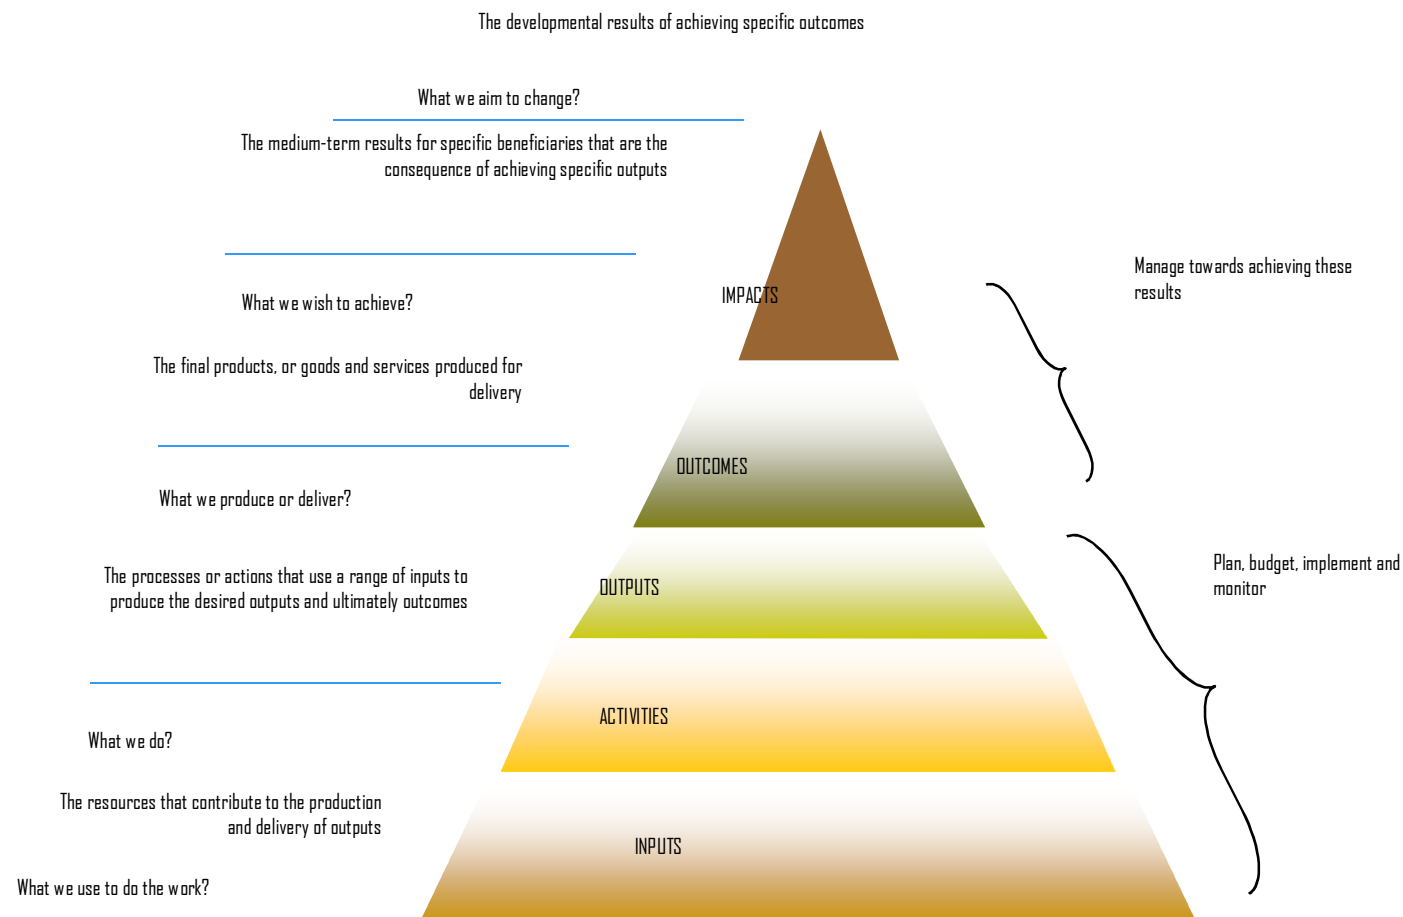 The developmental results of achieving specific outcomes
What we aim to change?
The medium-term results for specific beneficiaries that are the
consequence of achieving specific outputs
Manage towards achieving these
results
IMPACTS
What we wish to achieve?
The final products, or goods and services produced for
delivery
OUTCOMES
What we produce or deliver?
Plan, budget, implement and
monitor
The processes or actions that use a range of inputs to
produce the desired outputs and ultimately outcomes
OUTPUTS
ACTIVITIES
What we do?
The resources that contribute to the production
and delivery of outputs
INPUTS
What we use to do the work?